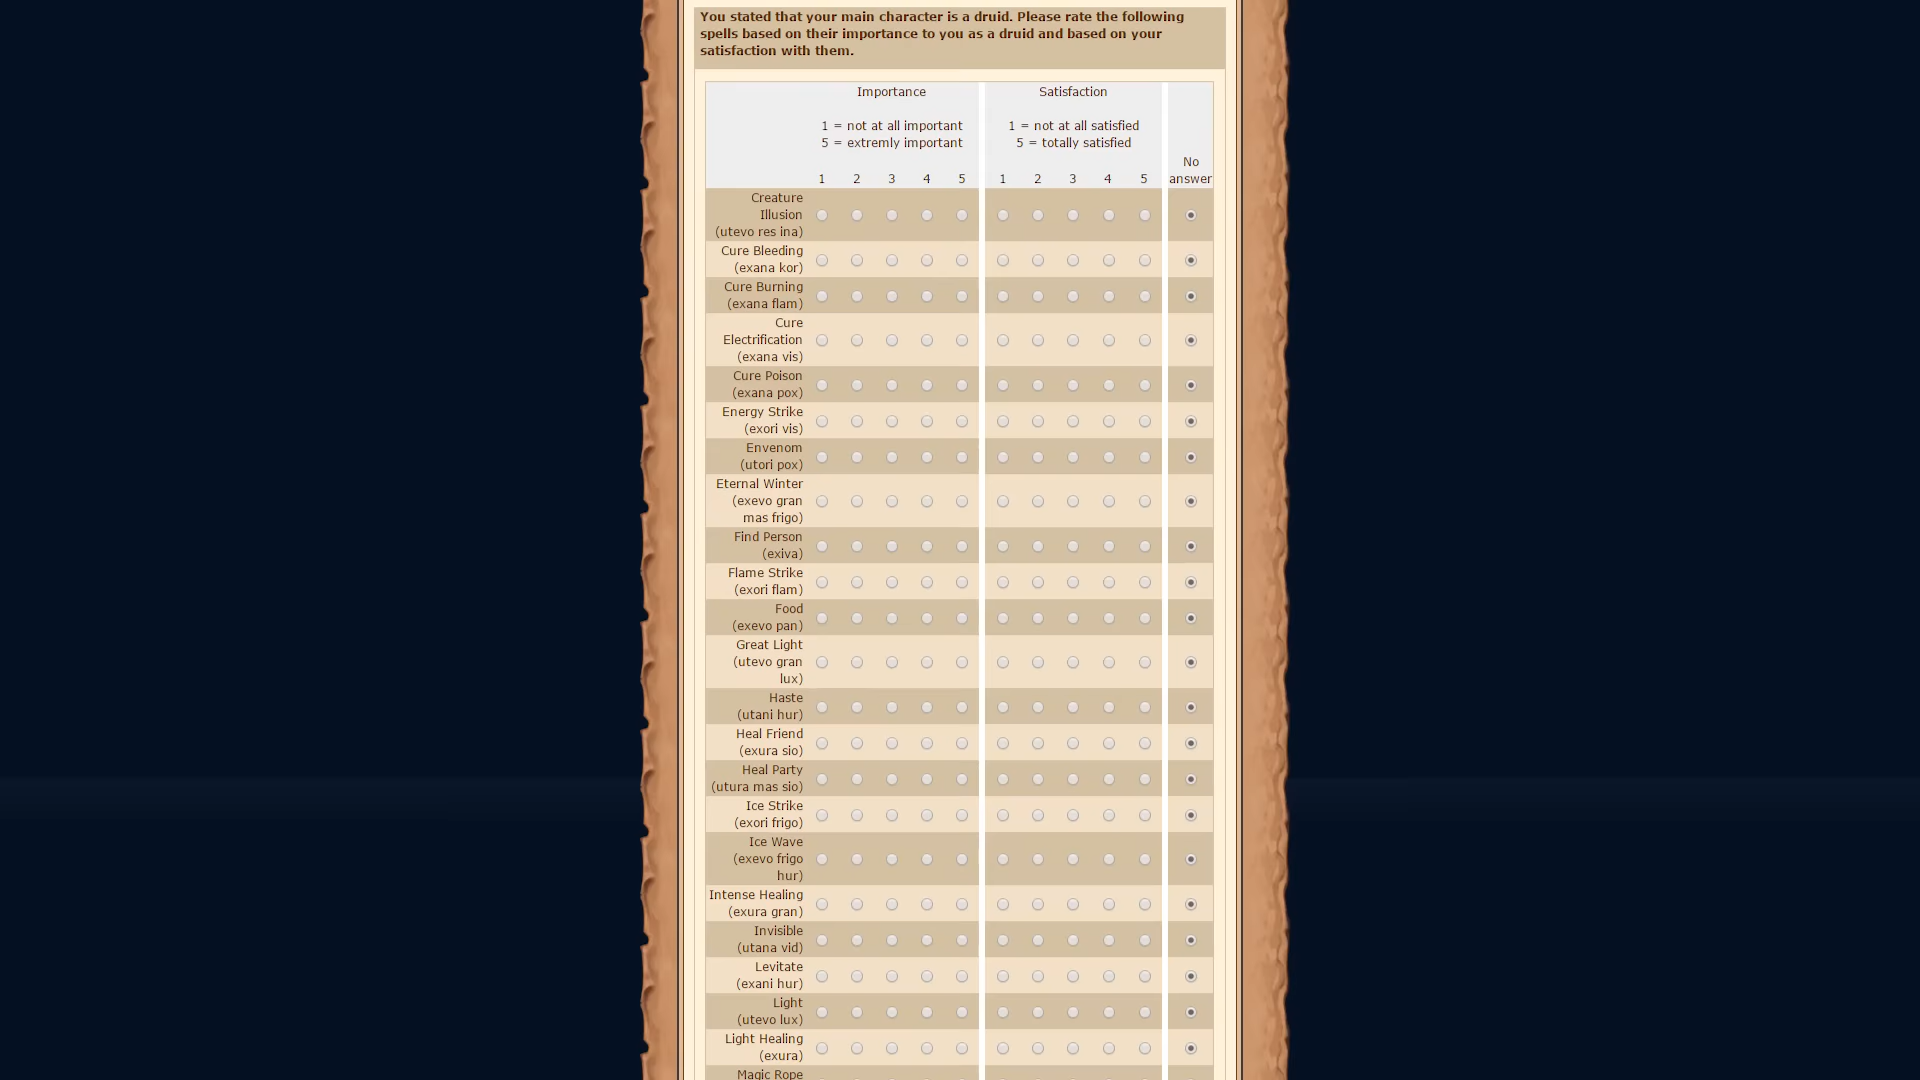 You stated that your main character is a druid. Please rate the following
spells based on their importance to you as a druid and based on your
satisfaction with them.
Importance Satisfaction
1 = not at all important 1 = not at all satisfied
5 = extremly important 5 = totally satisfied
No
1 2 3 4 5 1 2 3 4 5 answer
Creature
Illusion
(utevo res ina)
Cure Bleeding
(exana kor)
Cure Burning
(exana flam)
Cure
Electrification
(exana vis)
Cure Poison
(exana pox)
Energy Strike
(exori vis)
Envenom
(utori pox)
Eternal Winter
(exevo gran
mas frigo)
Find Person
(exiva)
Flame Strike
(exori flam)
Food
(exevo pan)
Great Light
(utevo gran
lux)
Haste
(utani hur)
Heal Friend
(exura sio)
Heal Party
(utura mas sio)
Ice Strike
(exori frigo)
Ice Wave
(exevo frigo
hur)
Intense Healing
(exura gran)
Invisible
(utana vid)
Levitate
(exani hur)
Light
(utevo lux)
Light Healing
(exura)
Magic Rope